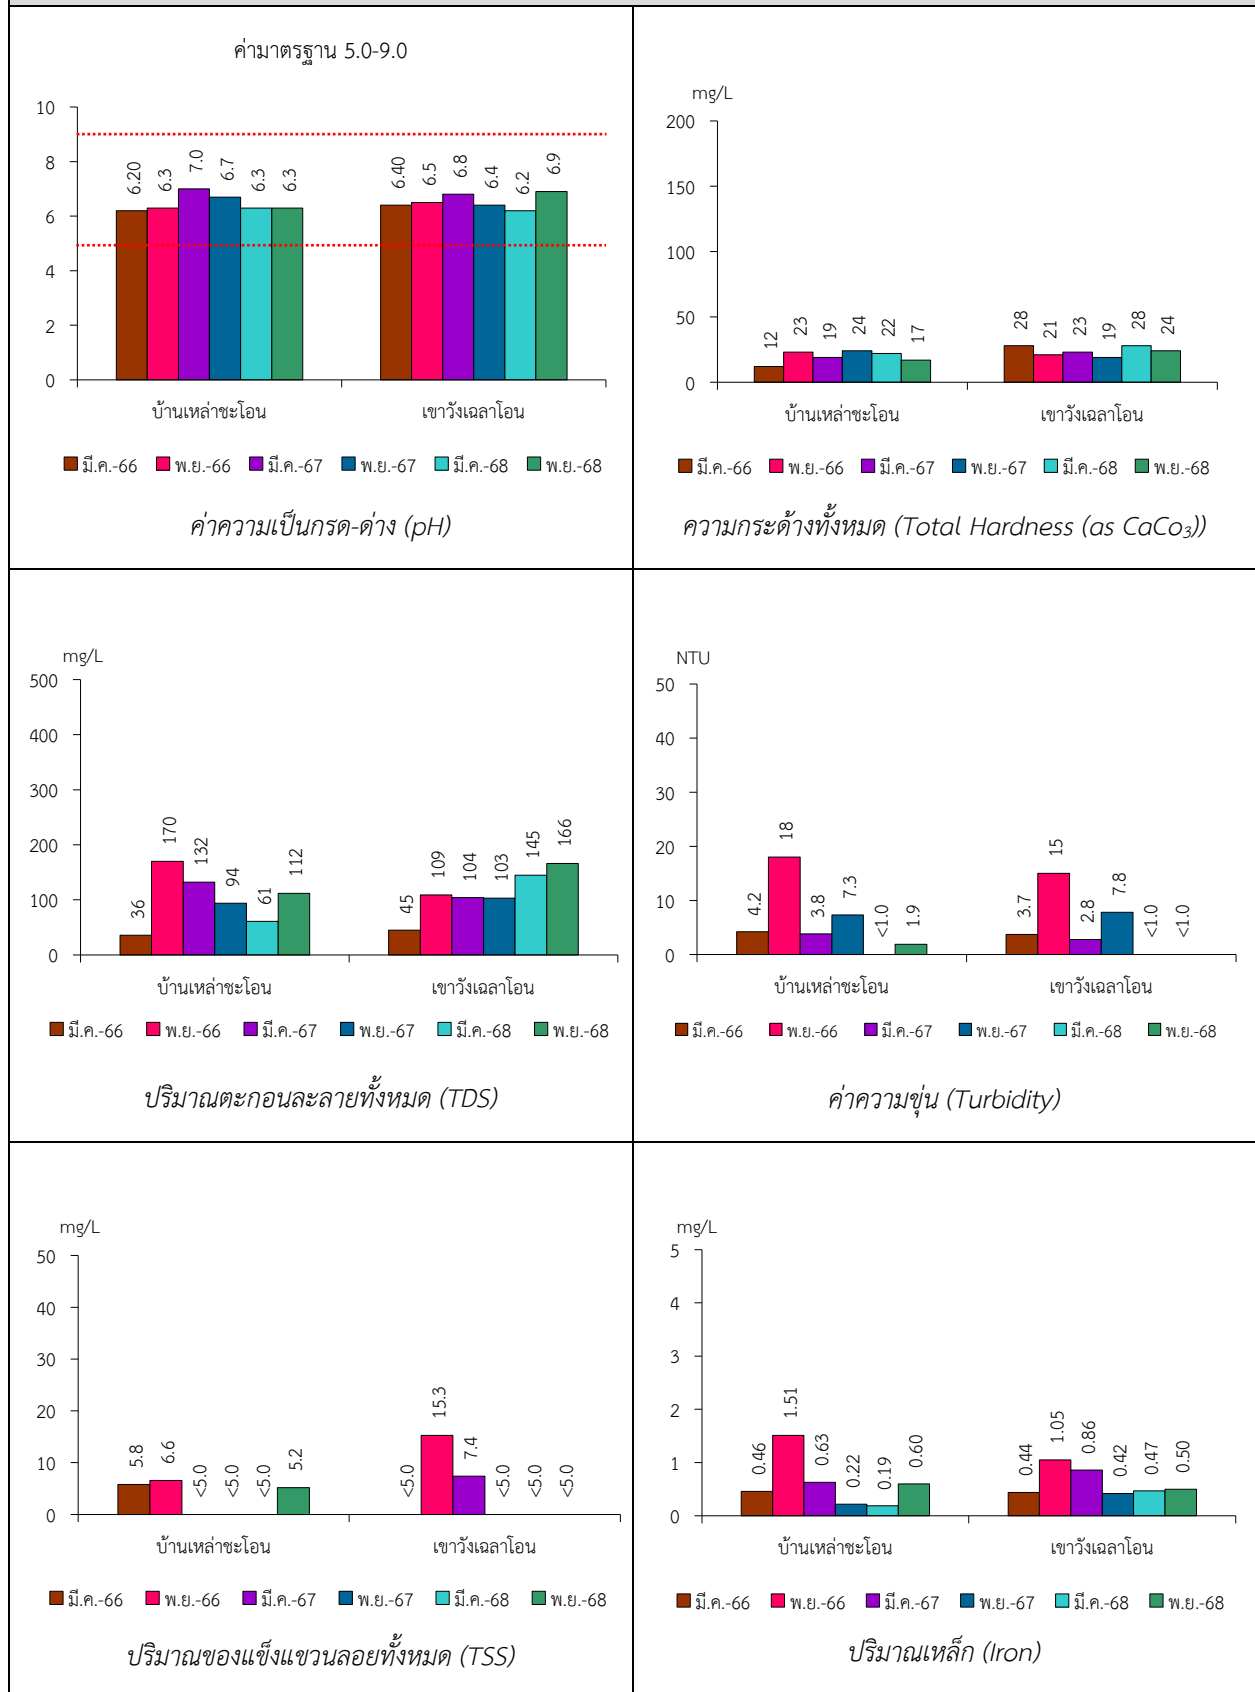 ค่ามาตรฐาน 5.0-9.0
10
8
6
4
2
0
6.20 6.3 7.0 6.7 6.3 6.3
6.40 6.5 6.8 6.4 6.2 6.9
บ้านเหล่าชะโอน เขาวังเฉลาโอน
มี.ค.-66 พ.ย.-66 มี.ค.-67 พ.ย.-67 มี.ค.-68 พ.ย.-68
ค่าความเป็นกรด-ด่าง (pH)
mg/L
200
150
100
50
0
12 23 19 24 22 17
28 21 23 19 28 24
บ้านเหล่าชะโอน เขาวังเฉลาโอน
มี.ค.-66 พ.ย.-66 มี.ค.-67 พ.ย.-67 มี.ค.-68 พ.ย.-68
ความกระด้างทั้งหมด (Total Hardness (as CaCo₃))
mg/L
500
400
300
200
100
0
36 170 132 94 61 112
45 109 104 103 145 166
บ้านเหล่าชะโอน เขาวังเฉลาโอน
มี.ค.-66 พ.ย.-66 มี.ค.-67 พ.ย.-67 มี.ค.-68 พ.ย.-68
ปริมาณตะกอนละลายทั้งหมด (TDS)
NTU
50
40
30
20
10
0
4.2 18 3.8 7.3 <1.0 1.9
3.7 15 2.8 7.8 <1.0 <1.0
บ้านเหล่าชะโอน เขาวังเฉลาโอน
มี.ค.-66 พ.ย.-66 มี.ค.-67 พ.ย.-67 มี.ค.-68 พ.ย.-68
ค่าความขุ่น (Turbidity)
mg/L
50
40
30
20
10
0
5.8 6.6 <5.0 <5.0 <5.0 5.2
<5.0 15.3 7.4 <5.0 <5.0 <5.0
บ้านเหล่าชะโอน เขาวังเฉลาโอน
มี.ค.-66 พ.ย.-66 มี.ค.-67 พ.ย.-67 มี.ค.-68 พ.ย.-68
ปริมาณของแข็งแขวนลอยทั้งหมด (TSS)
mg/L
5
4
3
2
1
0
0.46 1.51 0.63 0.22 0.19 0.60
0.44 1.05 0.86 0.42 0.47 0.50
บ้านเหล่าชะโอน เขาวังเฉลาโอน
มี.ค.-66 พ.ย.-66 มี.ค.-67 พ.ย.-67 มี.ค.-68 พ.ย.-68
ปริมาณเหล็ก (Iron)